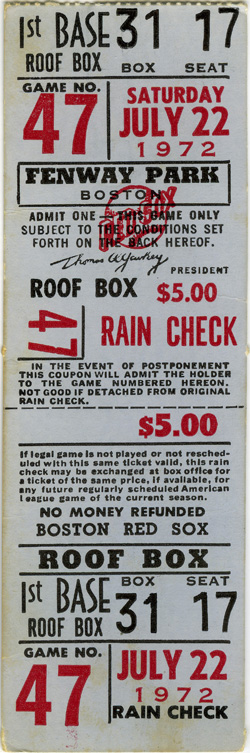 1st BASE 31 17
ROOF BOX BOX SEAT
GAME NO. SATURDAY
47 JULY 22
1972
FENWAY PARK
BOSTON
ADMIT ONE — THIS GAME ONLY
SUBJECT TO THE CONDITIONS SET
FORTH ON THE BACK HEREOF.
Thomas A. Yawkey
PRESIDENT
ROOF BOX $5.00
47 RAIN CHECK
IN THE EVENT OF POSTPONEMENT
THIS COUPON WILL ADMIT THE HOLDER
TO THE GAME NUMBERED HEREON.
NOT GOOD IF DETACHED FROM ORIGINAL
RAIN CHECK.
$5.00
If legal game is not played or not resched-
uled with this same ticket valid, this rain
check may be exchanged at box office for
a ticket of the same price, if available, for
any future regularly scheduled American
league game of the current season.
NO MONEY REFUNDED
BOSTON RED SOX
ROOF BOX
BOX SEAT
1st BASE 31 17
ROOF BOX
GAME NO. JULY 22
47 1972
RAIN CHECK